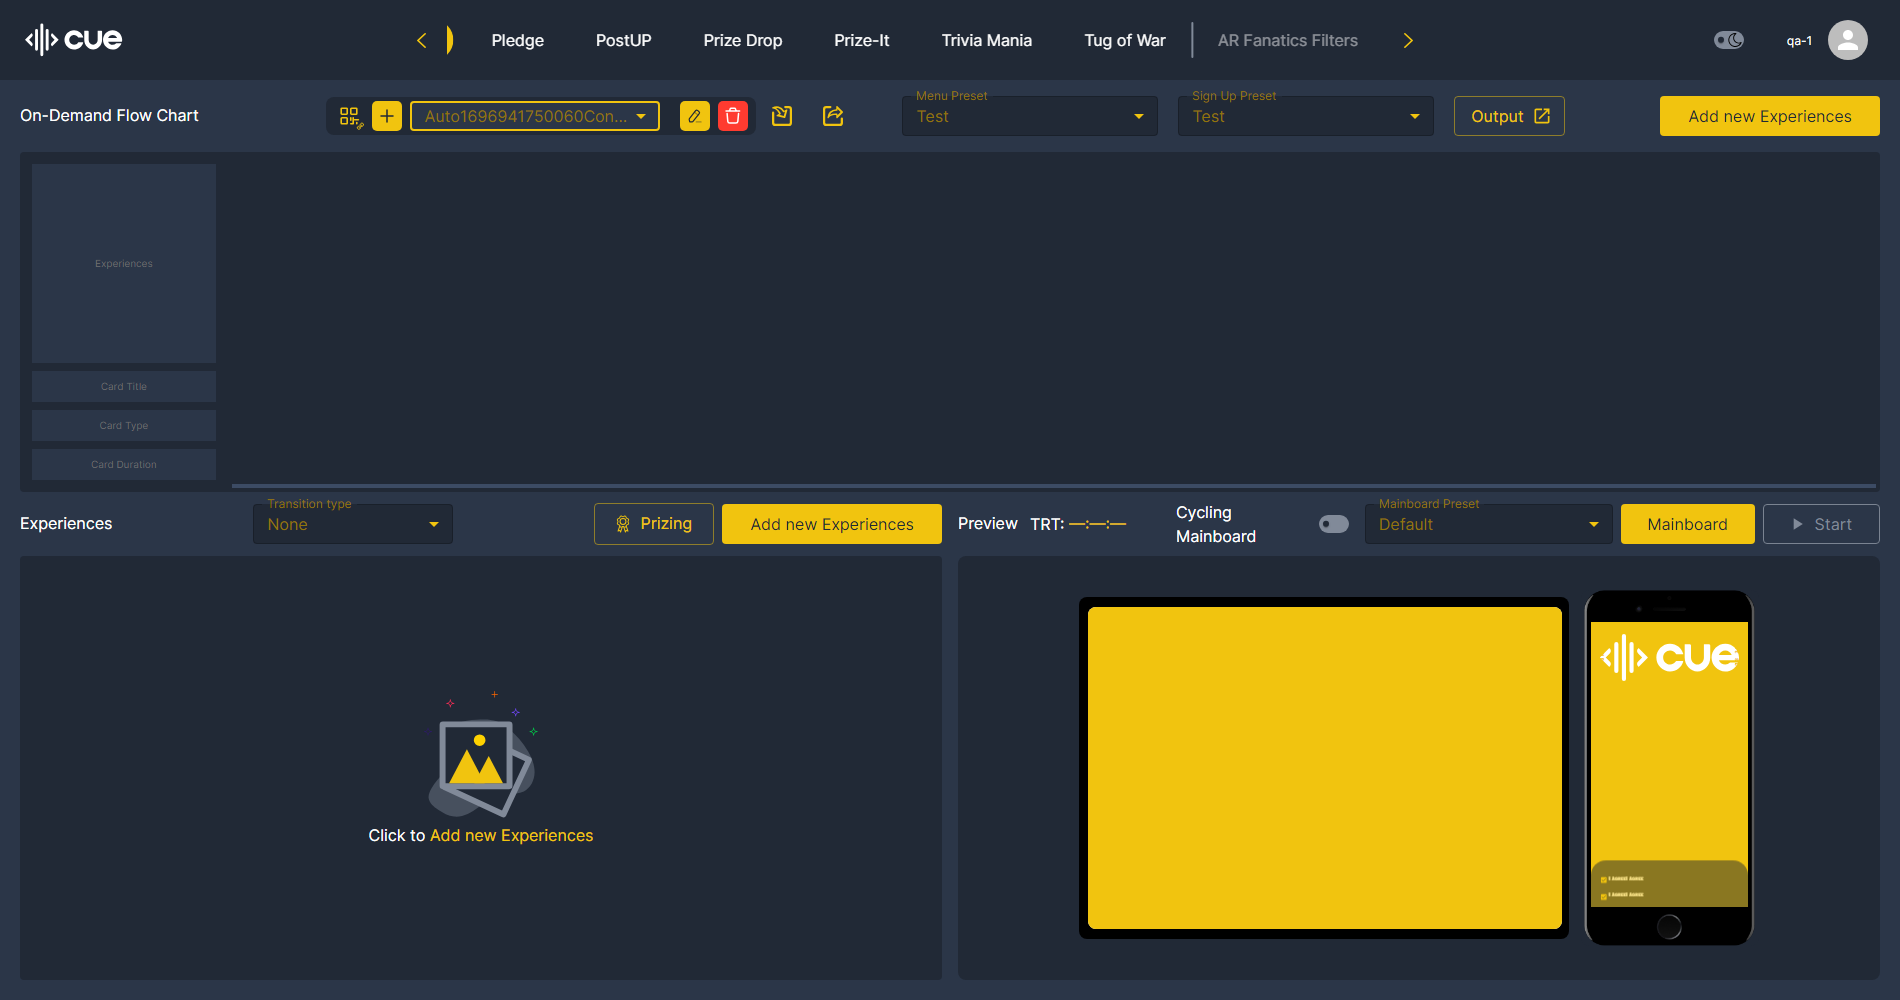 cue
Pledge
PostUP
Prize Drop
Prize-It
Trivia Mania
Tug of War
AR Fanatics Filters
qa-1
On-Demand Flow Chart
Auto1696941750060Con...
Menu Preset
Test
Sign Up Preset
Test
Output
Add new Experiences
Experiences
Card Title
Card Type
Card Duration
Experiences
Transition type
None
Prizing
Add new Experiences
Preview
TRT: —:—:—
Cycling
Mainboard
Mainboard Preset
Default
Mainboard
Start
Click to Add new Experiences
cue